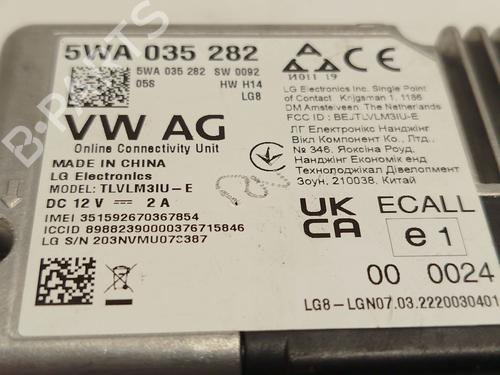 5WA 035 282
5WA 035 282 SW 0092
05S HW H14
LG8
VW AG
Online Connectivity Unit
MADE IN CHINA
LG Electronics
MODEL: TLVLM3IU-E
DC 12V 2 A
IMEI 351592670367854
ICCID 89882390000376715846
LG S/N 203NVMU073387
CE
LG Electronics Inc. Single Point
of Contact Krijgsman 1, 1186
DM Amstelveen The Netherlands
FCC ID: BEJTLVLM3IU-E
ЛГ Електронікс Нанджінг
Вікл Компонент Ко., Лтд.,
№ 346, Яоксіна Роуд,
Нанджінг Економік енд
Технолоджікал Дівелопмент
Зоун, 210038, Китай
UK
CA
ECALL
e1
00 0024
LG8-LGN07.03.2220030401
B-PARTS